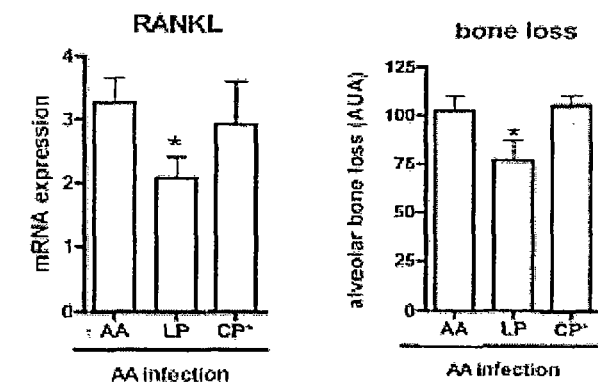 RANKL
mRNA expression
4
3
2
1
0
*
AA LP CP*
AA infection
bone loss
alveolar bone loss (AUA)
125
100
75
50
25
0
*
AA LP CP*
AA infection